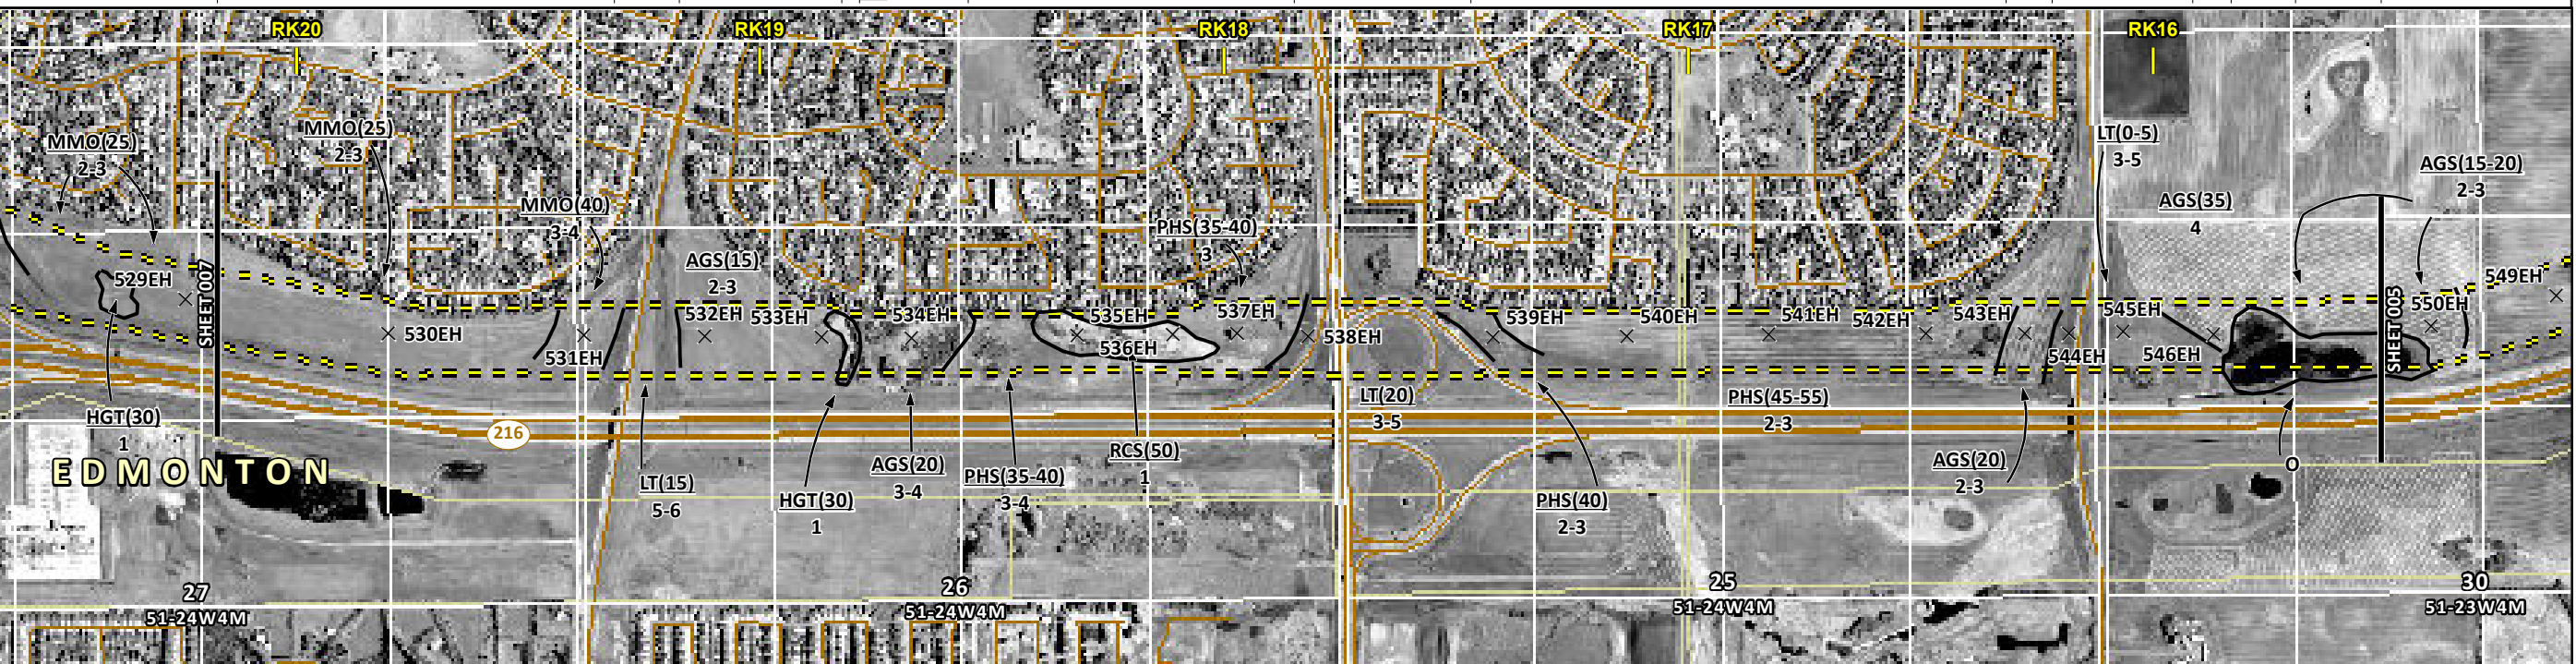 RK20
RK19
RK18
RK17
RK16
MMO(25)
2-3
MMO(25)
2-3
MMO(40)
3-4
AGS(15)
2-3
PHS(35-40)
3
LT(0-5)
3-5
AGS(35)
4
AGS(15-20)
2-3
529EH
SHEET 007
530EH
531EH
532EH
533EH
534EH
535EH
536EH
537EH
538EH
539EH
540EH
541EH
542EH
543EH
544EH
545EH
546EH
SHEET 005
550EH
549EH
HGT(30)
1
216
EDMONTON
LT(15)
5-6
HGT(30)
1
AGS(20)
3-4
PHS(35-40)
3-4
RCS(50)
1
LT(20)
3-5
PHS(40)
2-3
PHS(45-55)
2-3
AGS(20)
2-3
O
27
51-24W4M
26
51-24W4M
25
51-24W4M
30
51-23W4M